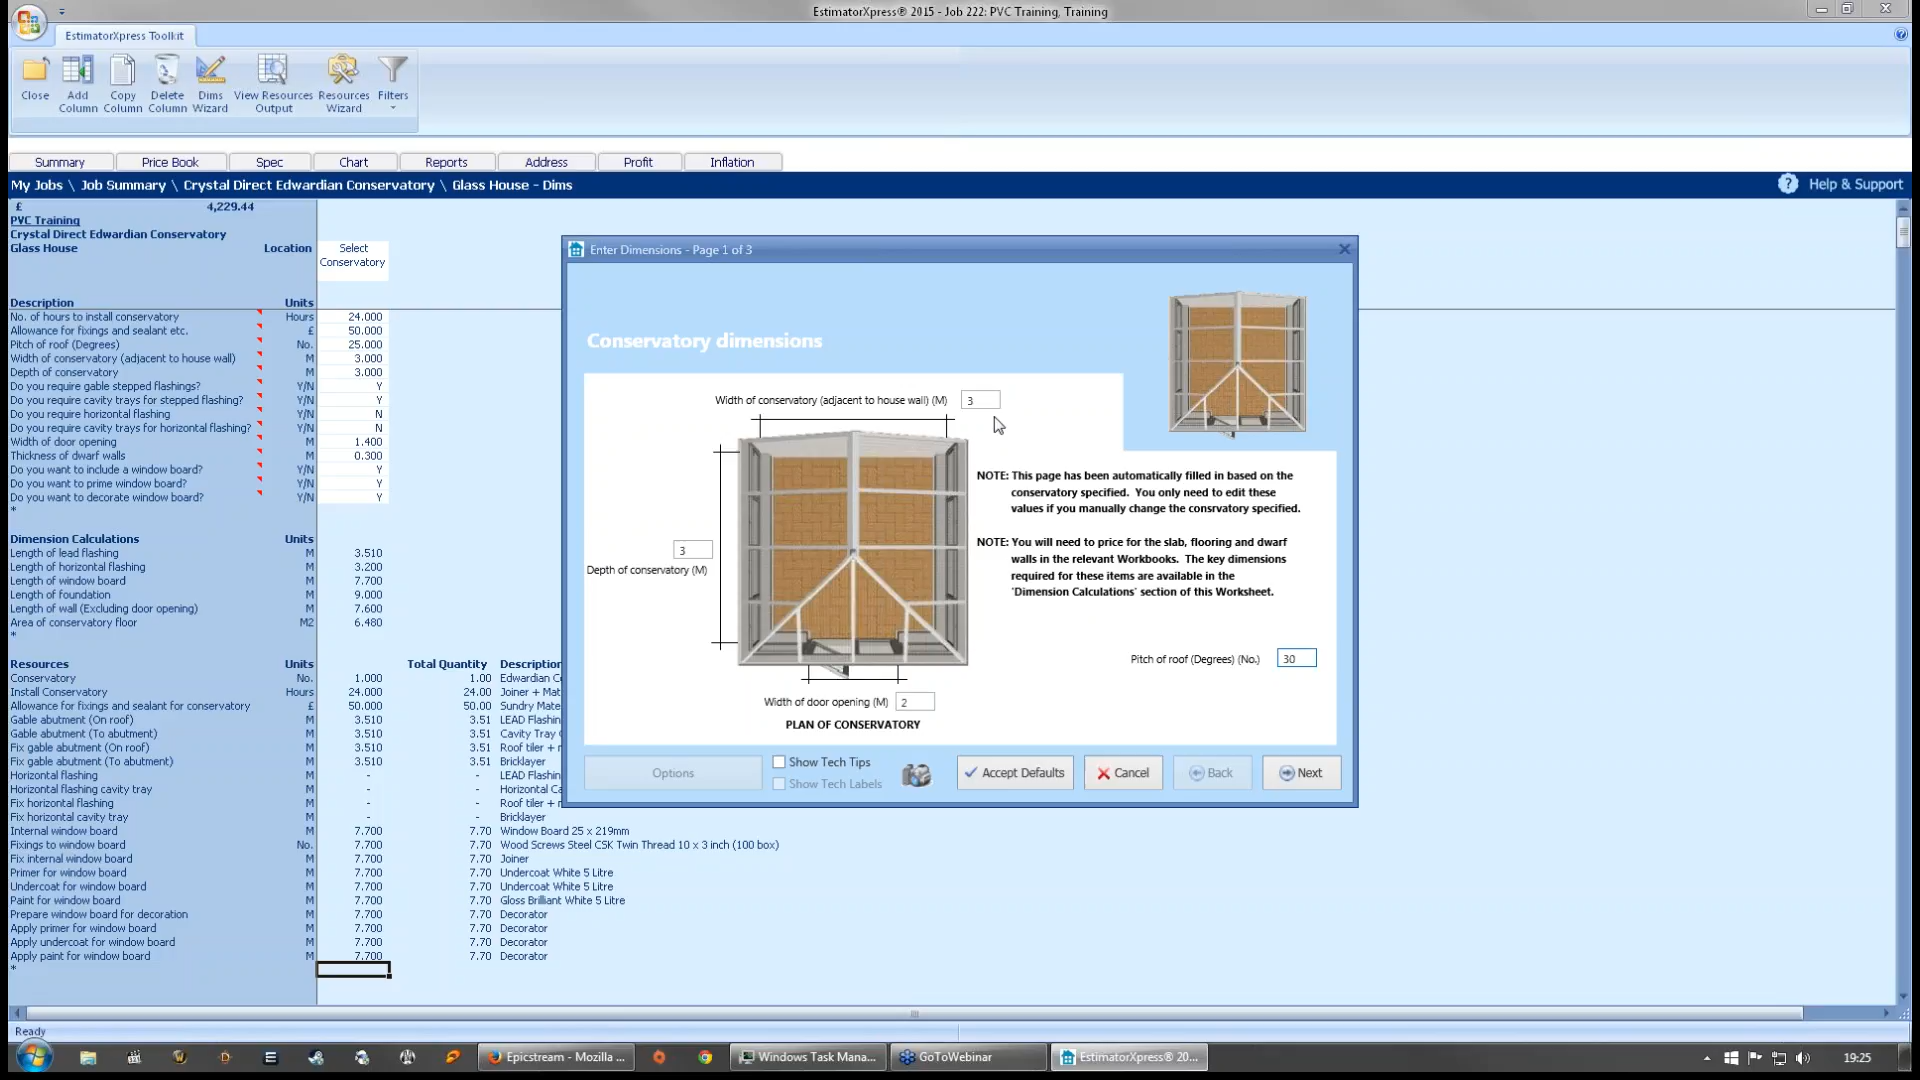 EstimatorXpress® 2015 - Job 222: PVC Training, Training
EstimatorXpress Toolkit
Close
Add Column
Copy Column
Delete Column
Dims Wizard
View Resources Output
Resources Wizard
Filters
Summary
Price Book
Spec
Chart
Reports
Address
Profit
Inflation
My Jobs \ Job Summary \ Crystal Direct Edwardian Conservatory \ Glass House - Dims
? Help & Support
£ 4,229.44
PVC Training
Crystal Direct Edwardian Conservatory
Glass House Location Select
Conservatory
Description Units
No. of hours to install conservatory Hours 24.000
Allowance for fixings and sealant etc. £ 50.000
Pitch of roof (Degrees) No. 25.000
Width of conservatory (adjacent to house wall) M 3.000
Depth of conservatory M 3.000
Do you require gable stepped flashings? Y/N Y
Do you require cavity trays for stepped flashing? Y/N Y
Do you require horizontal flashing Y/N N
Do you require cavity trays for horizontal flashing? Y/N N
Width of door opening M 1.400
Thickness of dwarf walls M 0.300
Do you want to include a window board? Y/N Y
Do you want to prime window board? Y/N Y
Do you want to decorate window board? Y/N Y
*
Dimension Calculations Units
Length of lead flashing M 3.510
Length of horizontal flashing M 3.200
Length of window board M 7.700
Length of foundation M 9.000
Length of wall (Excluding door opening) M 7.600
Area of conservatory floor M2 6.480
*
Resources Units Total Quantity Description
Conservatory No. 1.000 1.00 Edwardian C
Install Conservatory Hours 24.000 24.00 Joiner + Mat
Allowance for fixings and sealant for conservatory £ 50.000 50.00 Sundry Mate
Gable abutment (On roof) M 3.510 3.51 LEAD Flashin
Gable abutment (To abutment) M 3.510 3.51 Cavity Tray
Fix gable abutment (On roof) M 3.510 3.51 Roof tiler +
Fix gable abutment (To abutment) M 3.510 3.51 Bricklayer
Horizontal flashing M - - LEAD Flashin
Horizontal flashing cavity tray M - - Horizontal Ca
Fix horizontal flashing M - - Roof tiler +
Fix horizontal cavity tray M - - Bricklayer
Internal window board M 7.700 7.70 Window Board 25 x 219mm
Fixings to window board No. 7.700 7.70 Wood Screws Steel CSK Twin Thread 10 x 3 inch (100 box)
Fix internal window board M 7.700 7.70 Joiner
Primer for window board M 7.700 7.70 Undercoat White 5 Litre
Undercoat for window board M 7.700 7.70 Undercoat White 5 Litre
Paint for window board M 7.700 7.70 Gloss Brilliant White 5 Litre
Prepare window board for decoration M 7.700 7.70 Decorator
Apply primer for window board M 7.700 7.70 Decorator
Apply undercoat for window board M 7.700 7.70 Decorator
Apply paint for window board M 7.700 7.70 Decorator
*
Enter Dimensions - Page 1 of 3
Conservatory dimensions
Width of conservatory (adjacent to house wall) (M) 3
NOTE: This page has been automatically filled in based on the
conservatory specified. You only need to edit these
values if you manually change the consrvatory specified.
NOTE: You will need to price for the slab, flooring and dwarf
walls in the relevant Workbooks. The key dimensions
required for these items are available in the
'Dimension Calculations' section of this Worksheet.
3
Depth of conservatory (M)
Pitch of roof (Degrees) (No.) 30
Width of door opening (M) 2
PLAN OF CONSERVATORY
Options
Show Tech Tips
Show Tech Labels
Accept Defaults
Cancel
Back
Next
Ready
Epicstream - Mozilla ...
Windows Task Mana...
GoToWebinar
EstimatorXpress® 20...
19:25